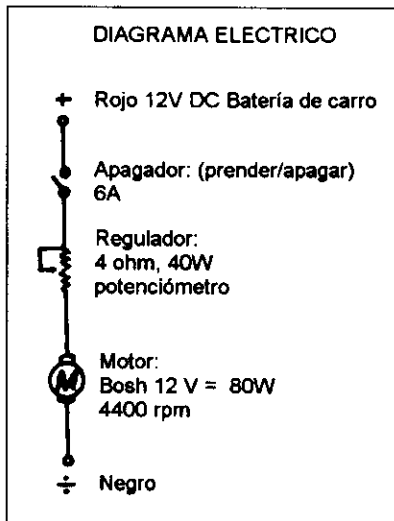 DIAGRAMA ELECTRICO
+ Rojo 12V DC Batería de carro
Apagador: (prender/apagar)
6A
Regulador:
4 ohm, 40W
potenciómetro
M
Motor:
Bosh 12 V = 80W
4400 rpm
÷ Negro